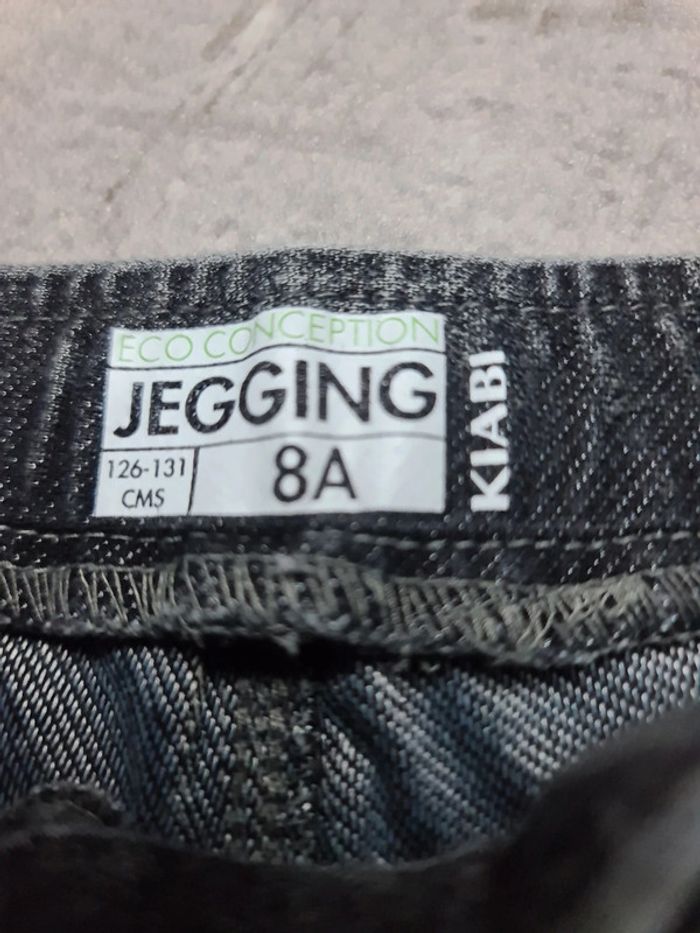 ECO CONCEPTION
JEGGING
126-131
CMS
8A
KIABI